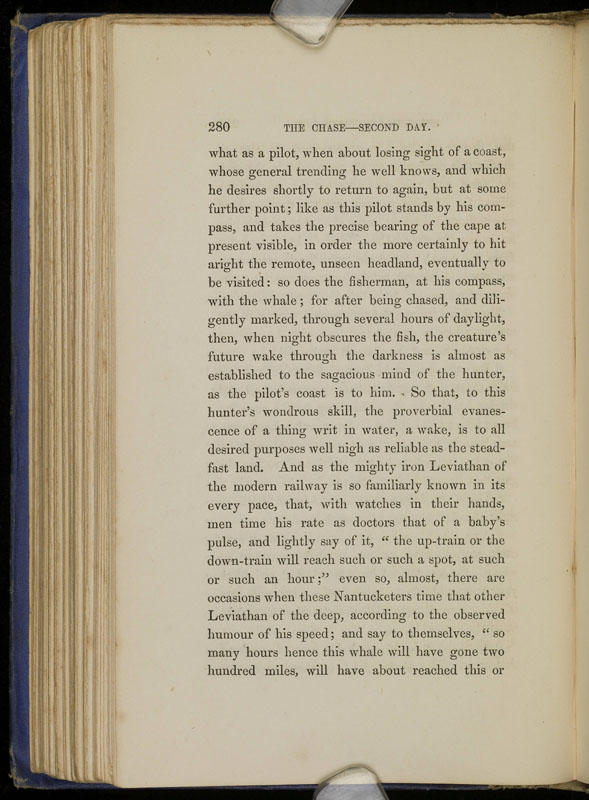 280 THE CHASE—SECOND DAY.
what as a pilot, when about losing sight of a coast,
whose general trending he well knows, and which
he desires shortly to return to again, but at some
further point; like as this pilot stands by his com-
pass, and takes the precise bearing of the cape at
present visible, in order the more certainly to hit
aright the remote, unseen headland, eventually to
be visited: so does the fisherman, at his compass,
with the whale; for after being chased, and dili-
gently marked, through several hours of daylight,
then, when night obscures the fish, the creature's
future wake through the darkness is almost as
established to the sagacious mind of the hunter,
as the pilot's coast is to him. So that, to this
hunter's wondrous skill, the proverbial evanes-
cence of a thing writ in water, a wake, is to all
desired purposes well nigh as reliable as the stead-
fast land. And as the mighty iron Leviathan of
the modern railway is so familiarly known in its
every pace, that, with watches in their hands,
men time his rate as doctors that of a baby's
pulse, and lightly say of it, “ the up-train or the
down-train will reach such or such a spot, at such
or such an hour;” even so, almost, there are
occasions when these Nantucketers time that other
Leviathan of the deep, according to the observed
humour of his speed; and say to themselves, “ so
many hours hence this whale will have gone two
hundred miles, will have about reached this or